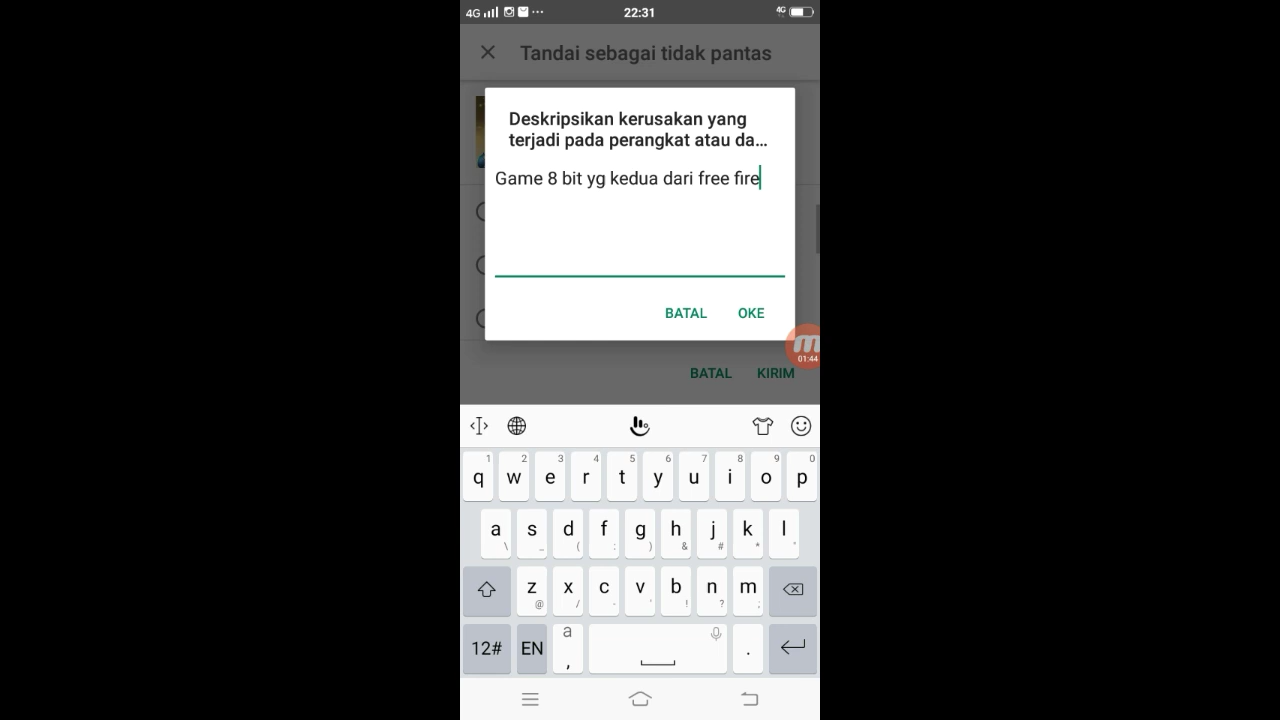 4G 22:31 4G
Tandai sebagai tidak pantas
Deskripsikan kerusakan yang
terjadi pada perangkat atau da...
Game 8 bit yg kedua dari free fire
BATAL OKE
01:44
BATAL KIRIM
1 2 3 4 5 6 7 8 9 0
q w e r t y u i o p
a s d f g h j k l
\ _ ( : ) & # * '
z x c v b n m
@ / - ' ! ? ;
12# EN a , .